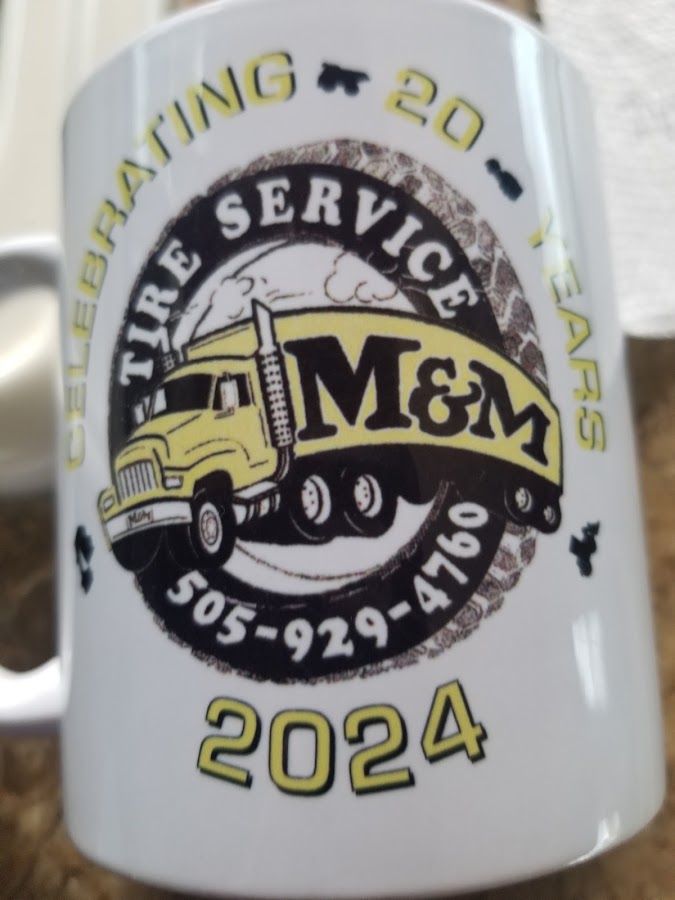 CELEBRATING 20 YEARS
TIRE SERVICE
M&M
505-929-4760
2024